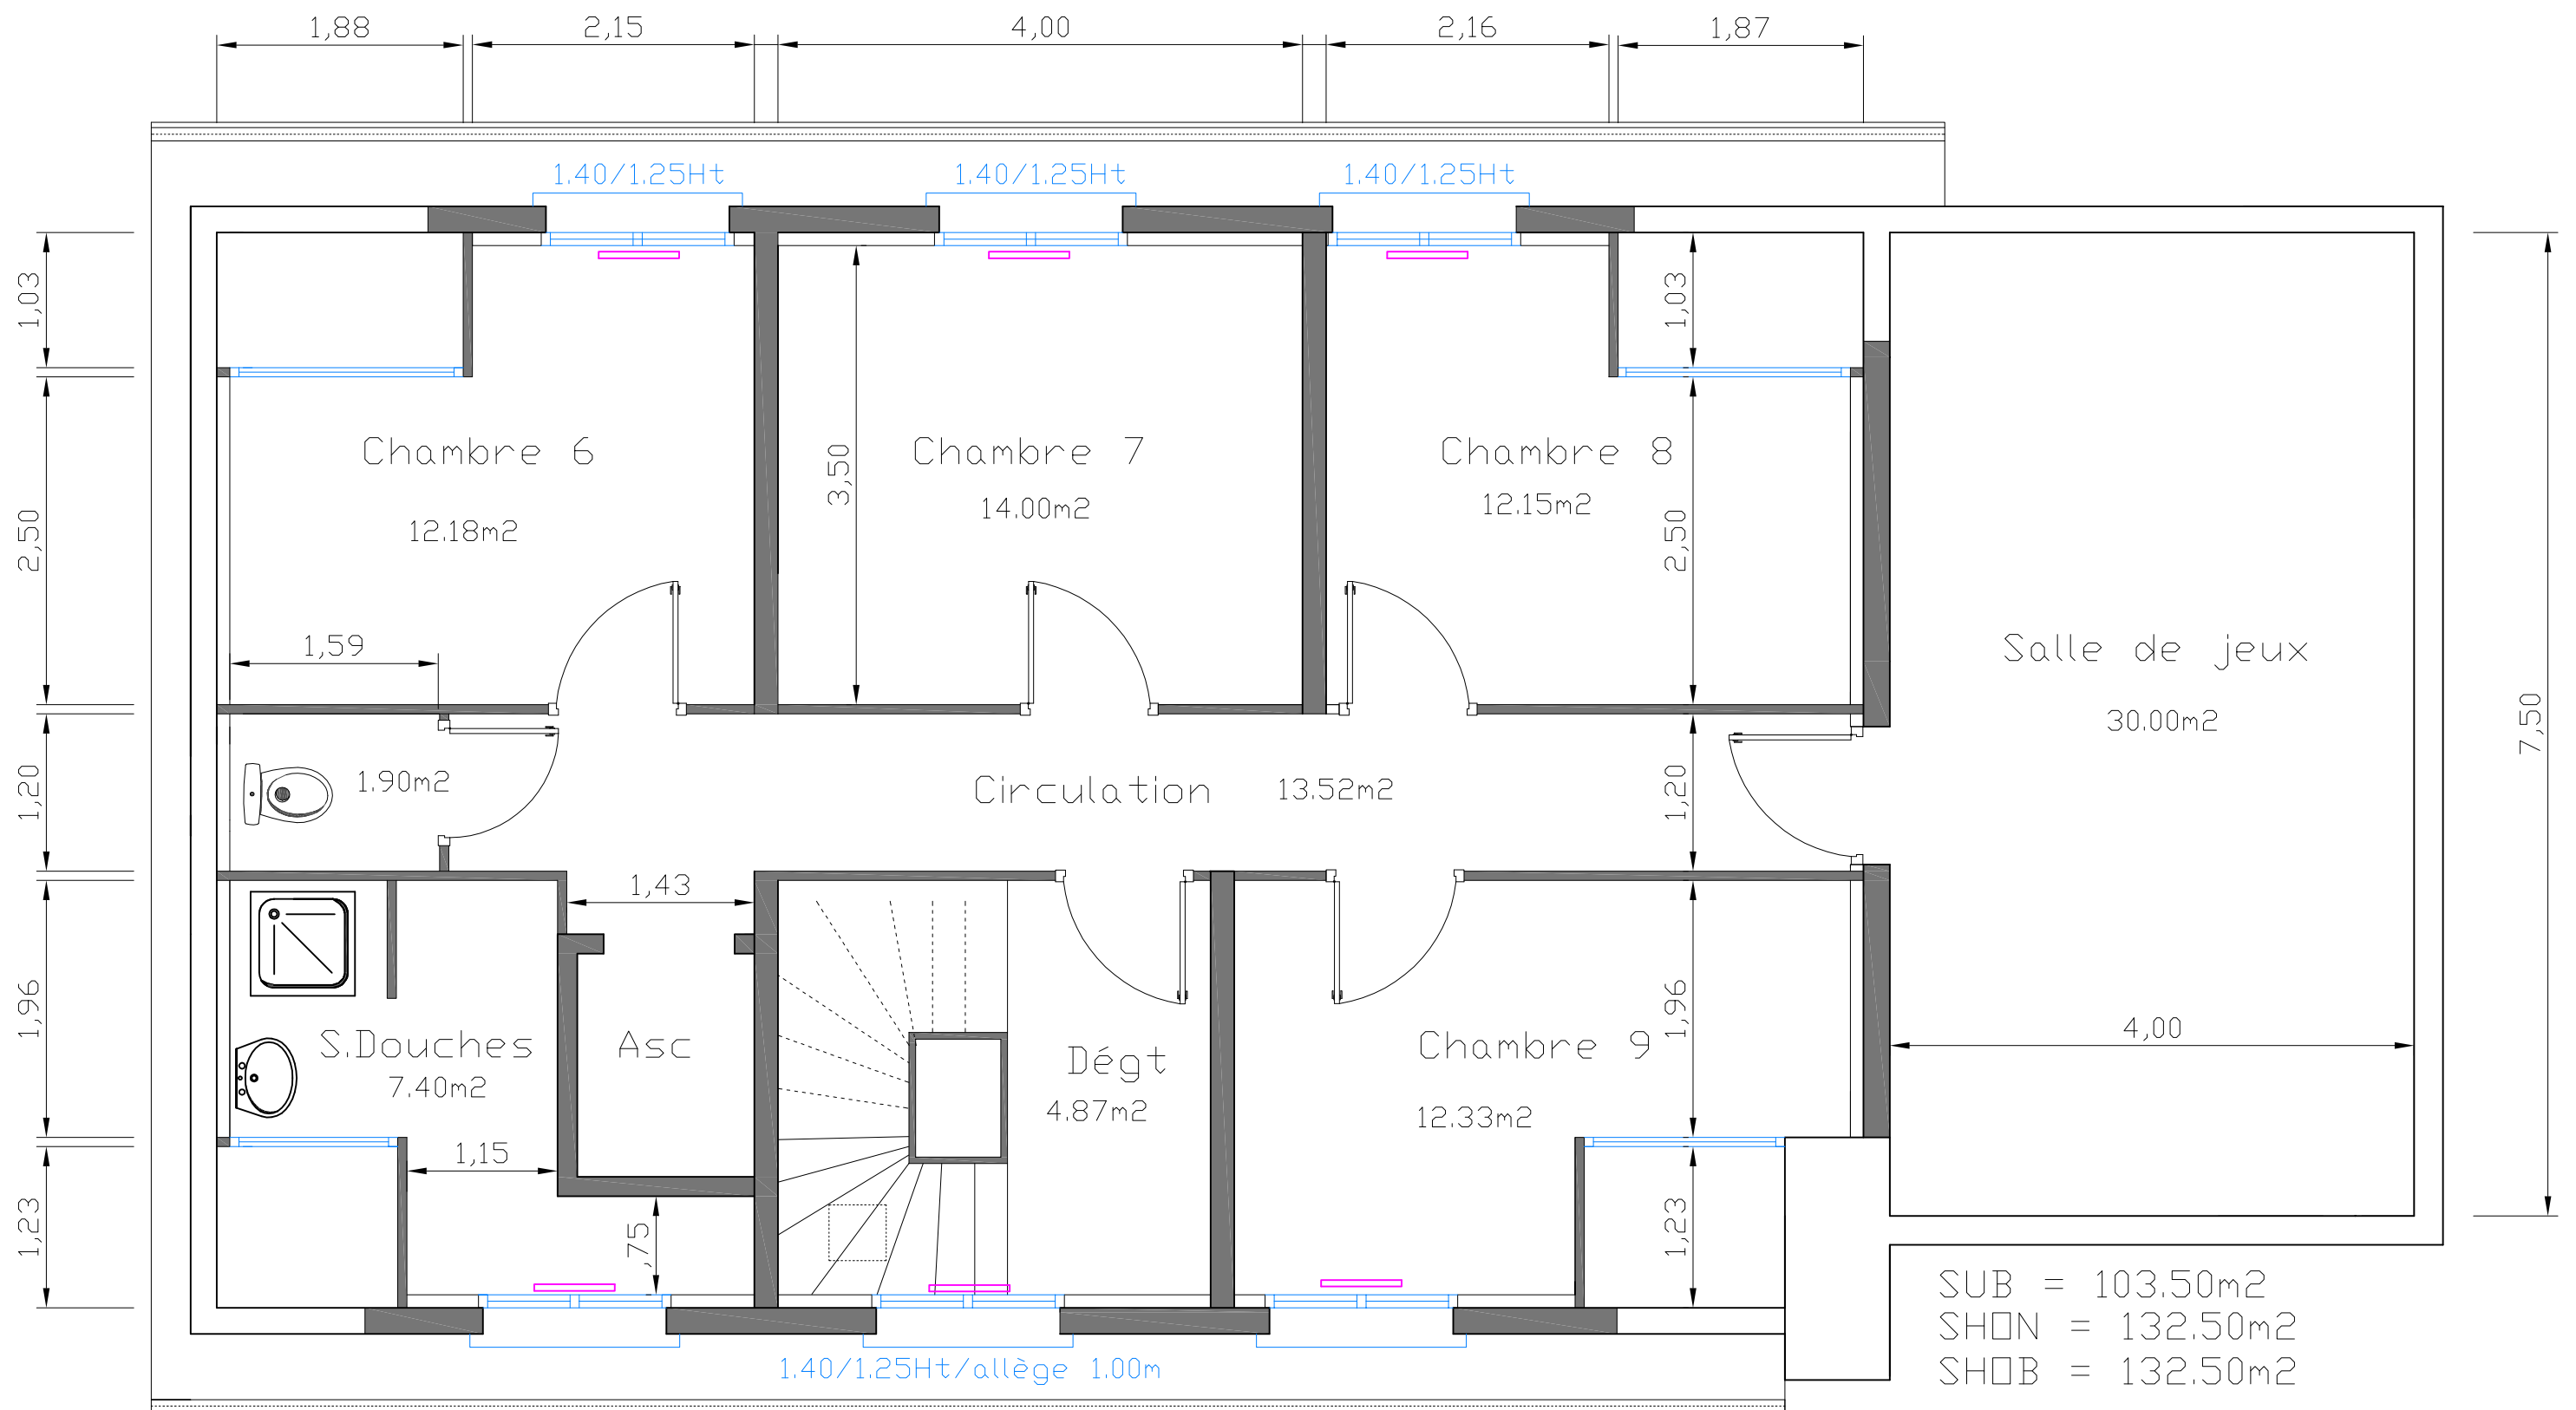 1,88
2,15
4,00
2,16
1,87
1.40/1.25Ht
1.40/1.25Ht
1.40/1.25Ht
1,03
1,03
Chambre 6
12.18m2
Chambre 7
14.00m2
3,50
Chambre 8
12.15m2
2,50
2,50
1,59
Salle de jeux
30.00m2
7,50
1,20
1.90m2
Circulation 13.52m2
1,20
1,43
1,96
S.Douches
7.40m2
Asc
Dégt
4.87m2
Chambre 9
12.33m2
1,96
4,00
1,15
1,23
,75
1,23
1.40/1.25Ht/allège 1.00m
SUB = 103.50m2
SHON = 132.50m2
SHOB = 132.50m2